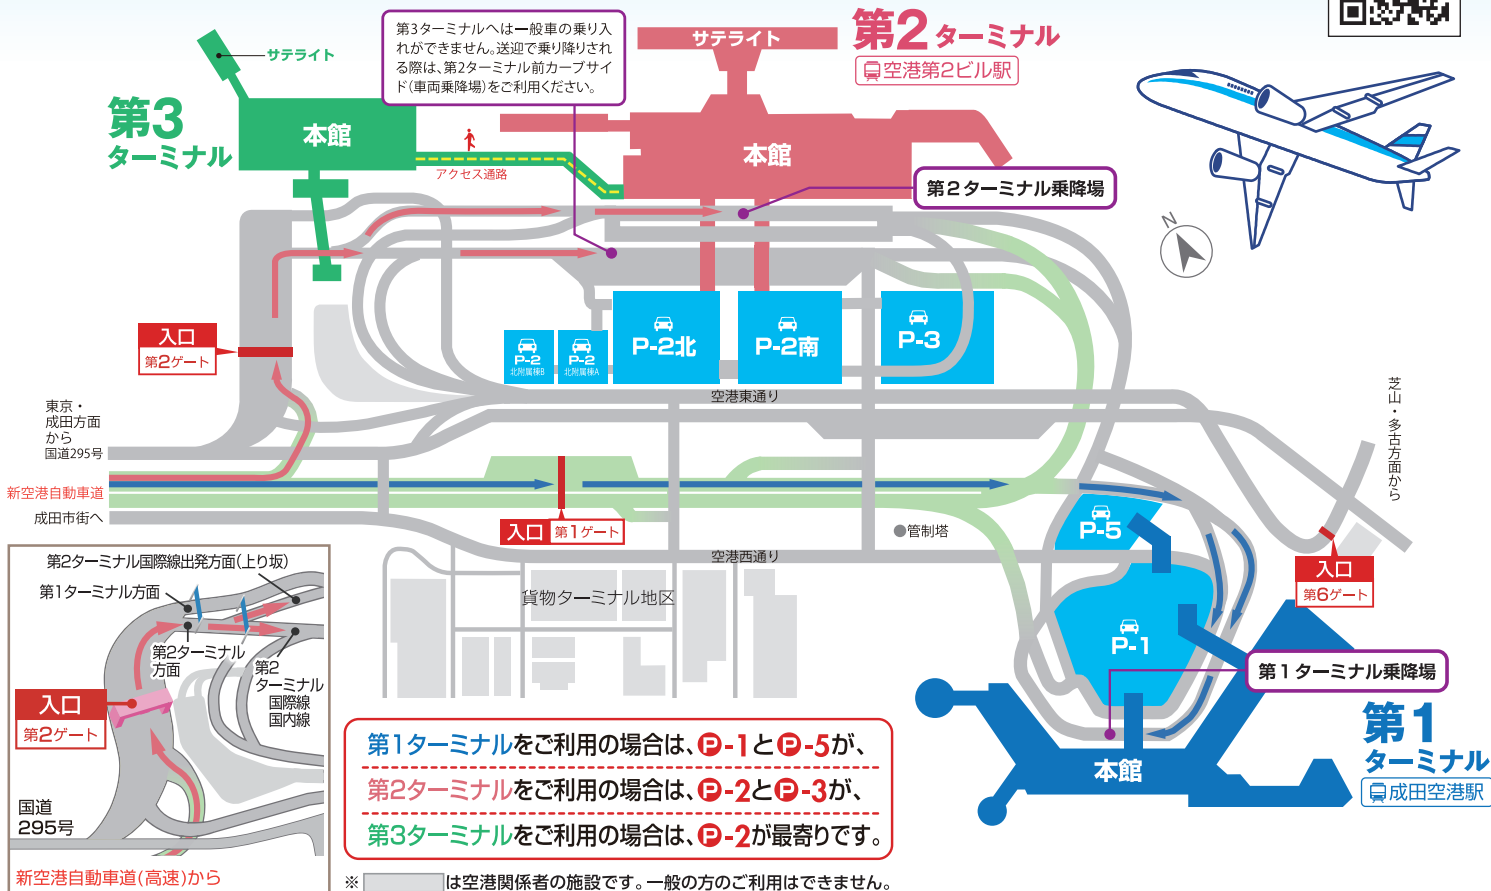 第3ターミナルへは一般車の乗り入
れができません。送迎で乗り降りされ
る際は、第2ターミナル前カーブサイ
ド(車両乗降場)をご利用ください。
サテライト
第2ターミナル
空港第2ビル駅
サテライト
第3
ターミナル
本館
アクセス通路
本館
第2ターミナル乗降場
N
入口
第2ゲート
P-2
北附属棟B
P-2
北附属棟A
P-2北
P-2南
P-3
空港東通り
東京・
成田方面
から
国道295号
新空港自動車道
成田市街へ
芝山・多古方面から
入口 第1ゲート
管制塔
P-5
空港西通り
入口
第6ゲート
貨物ターミナル地区
P-1
第1ターミナル乗降場
第1
ターミナル
成田空港駅
本館
第2ターミナル国際線出発方面(上り坂)
第1ターミナル方面
第2ターミナル
方面
第2
ターミナル
国際線
国内線
入口
第2ゲート
国道
295号
新空港自動車道(高速)から
第1ターミナルをご利用の場合は、P-1とP-5が、
第2ターミナルをご利用の場合は、P-2とP-3が、
第3ターミナルをご利用の場合は、P-2が最寄りです。
※ は空港関係者の施設です。一般の方のご利用はできません。